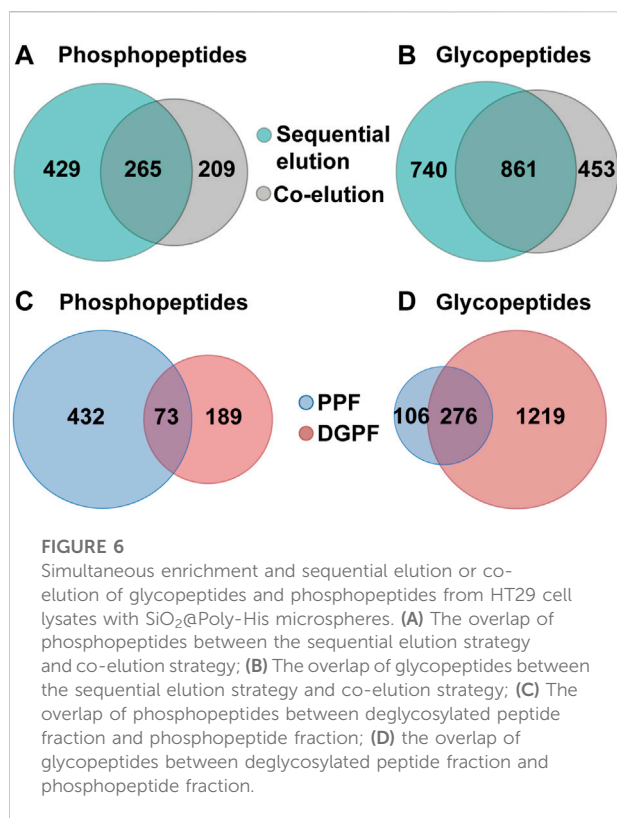 A Phosphopeptides
B Glycopeptides
429 265 209
Sequential elution
Co-elution
740 861 453
C Phosphopeptides
D Glycopeptides
432 73 189
PPF
DGPF
106 276 1219
FIGURE 6
Simultaneous enrichment and sequential elution or co-
elution of glycopeptides and phosphopeptides from HT29 cell
lysates with SiO₂@Poly-His microspheres. (A) The overlap of
phosphopeptides between the sequential elution strategy
and co-elution strategy; (B) The overlap of glycopeptides between
the sequential elution strategy and co-elution strategy; (C) The
overlap of phosphopeptides between deglycosylated peptide
fraction and phosphopeptide fraction; (D) the overlap of
glycopeptides between deglycosylated peptide fraction and
phosphopeptide fraction.